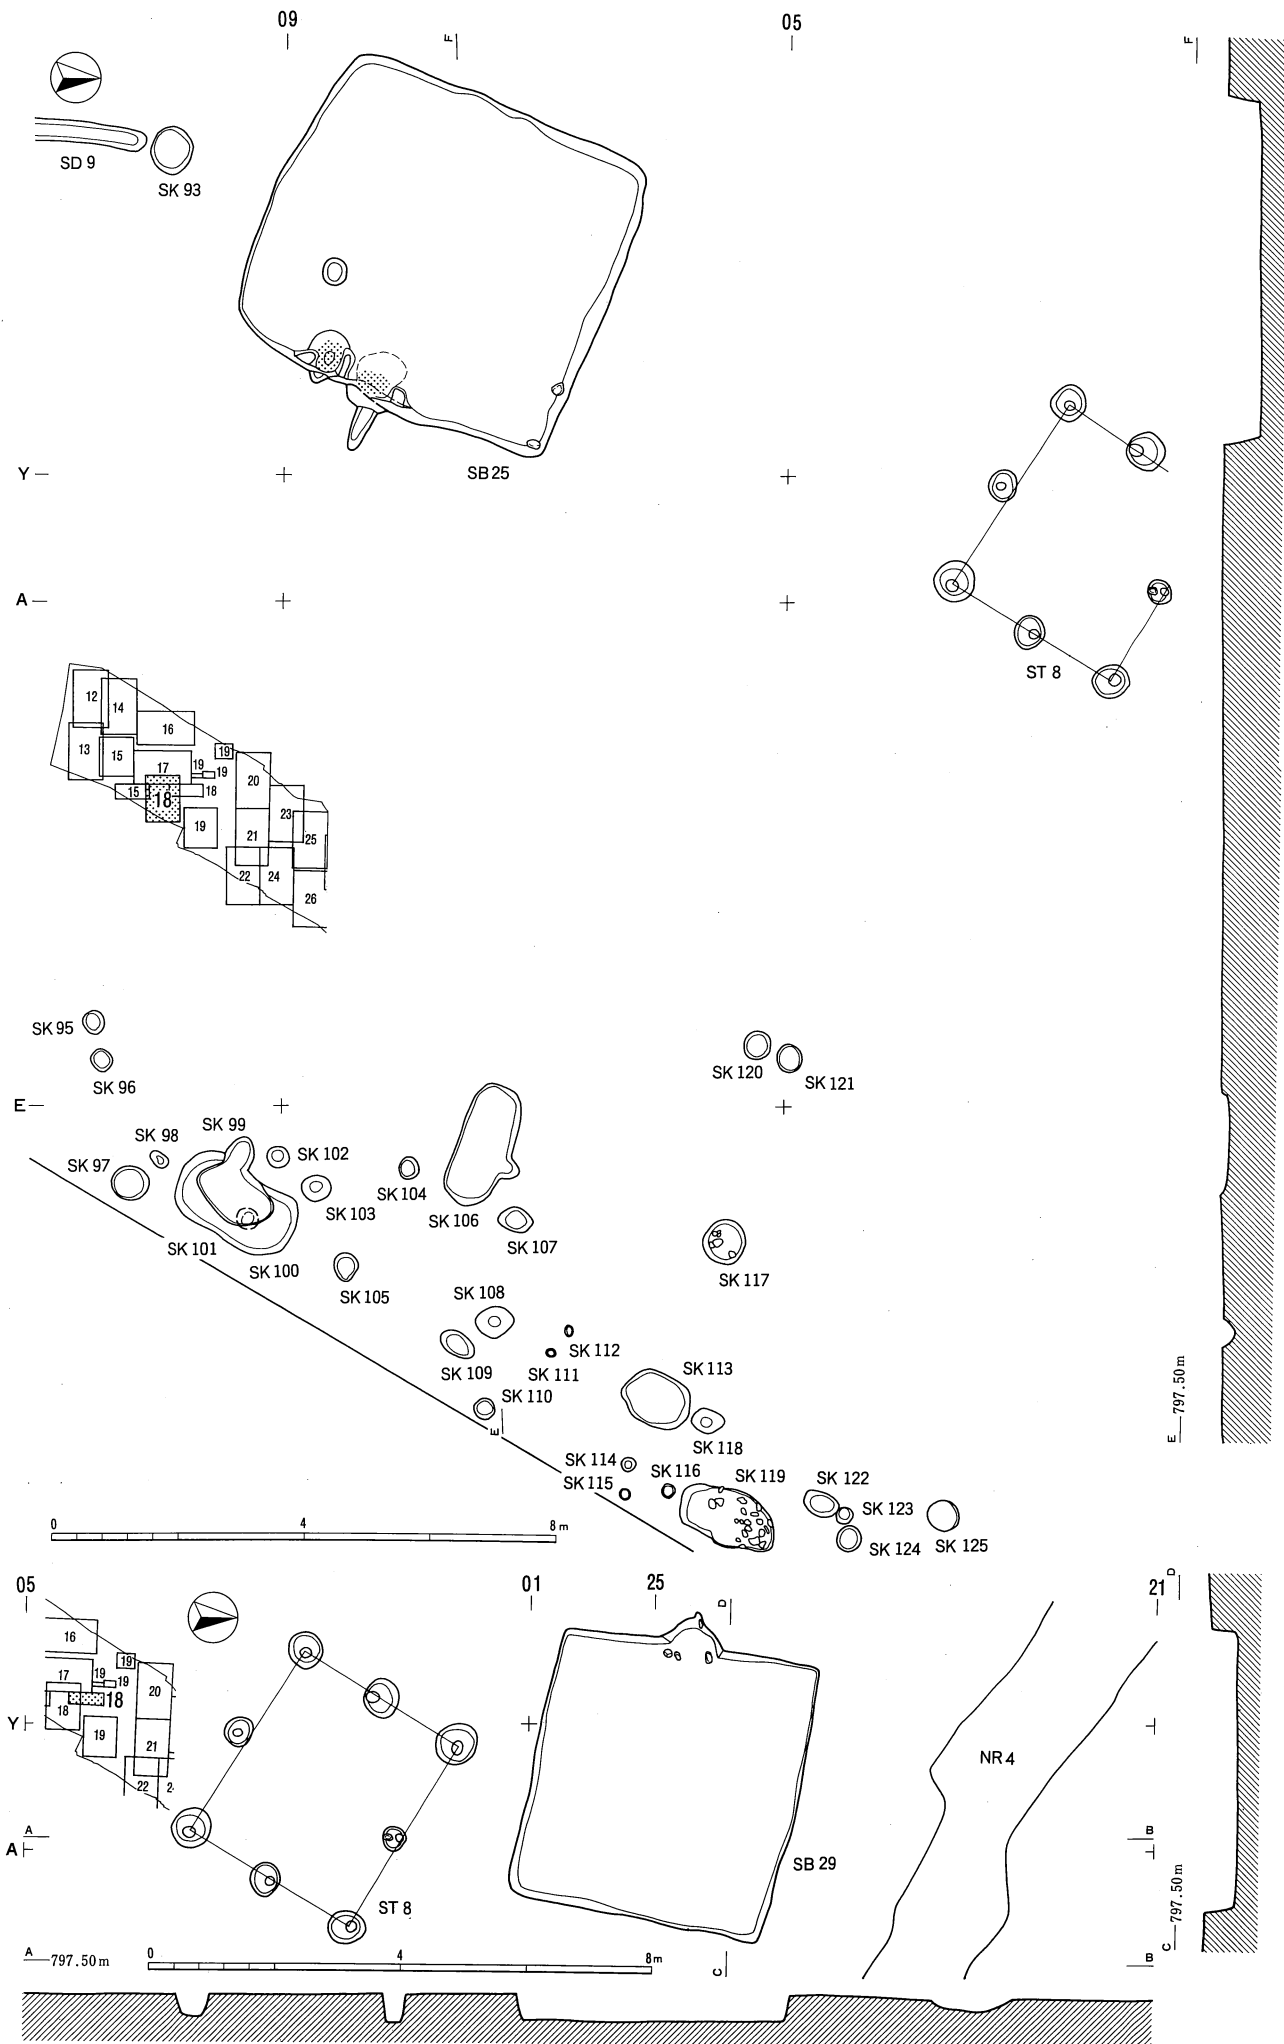 09
05
F
F
SD 9
SK 93
SB 25
Y
A
ST 8
12
14
16
13
15
17
19
19
19
20
15
18
18
19
21
23
25
22
24
26
SK 95
SK 96
SK 120
SK 121
E
SK 99
SK 98
SK 97
SK 102
SK 103
SK 104
SK 106
SK 107
SK 101
SK 100
SK 105
SK 117
SK 108
SK 109
SK 112
SK 111
SK 110
E
SK 113
SK 118
E — 797.50m
SK 114
SK 115
SK 116
SK 119
SK 122
SK 123
SK 124
SK 125
0 4 8m
05
01
25
21
D
D
16
17
19
19
19
20
18
18
19
21
22
2
Y
NR 4
A
A
B
SB 29
ST 8
C — 797.50m
A — 797.50m
0 4 8m
C
B